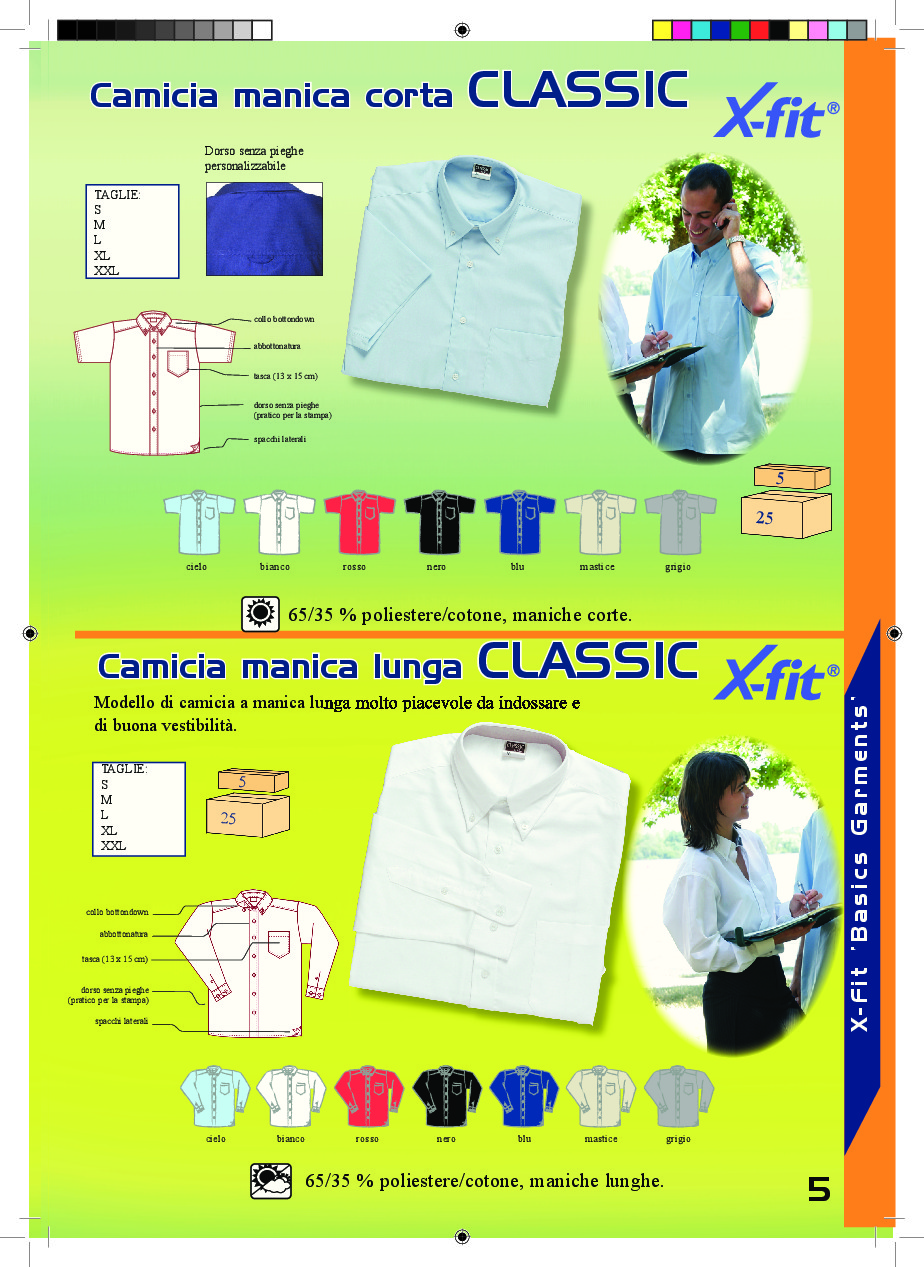 Camicia manica corta CLASSIC
X-fit®
Dorso senza pieghe
personalizzabile
TAGLIE:
S
M
L
XL
XXL
collo bottondown
abbottonatura
tasca (13 x 15 cm)
dorso senza pieghe
(pratico per la stampa)
spacchi laterali
5
25
cielo bianco rosso nero blu mastice grigio
65/35 % poliestere/cotone, maniche corte.
Camicia manica lunga CLASSIC
X-fit®
Modello di camicia a manica lunga molto piacevole da indossare e
di buona vestibilità.
TAGLIE:
S
M
L
XL
XXL
5
25
CLASSIC
collo bottondown
abbottonatura
tasca (13 x 15 cm)
dorso senza pieghe
(pratico per la stampa)
spacchi laterali
cielo bianco rosso nero blu mastice grigio
65/35 % poliestere/cotone, maniche lunghe.
X-Fit 'Basics Garments'
5